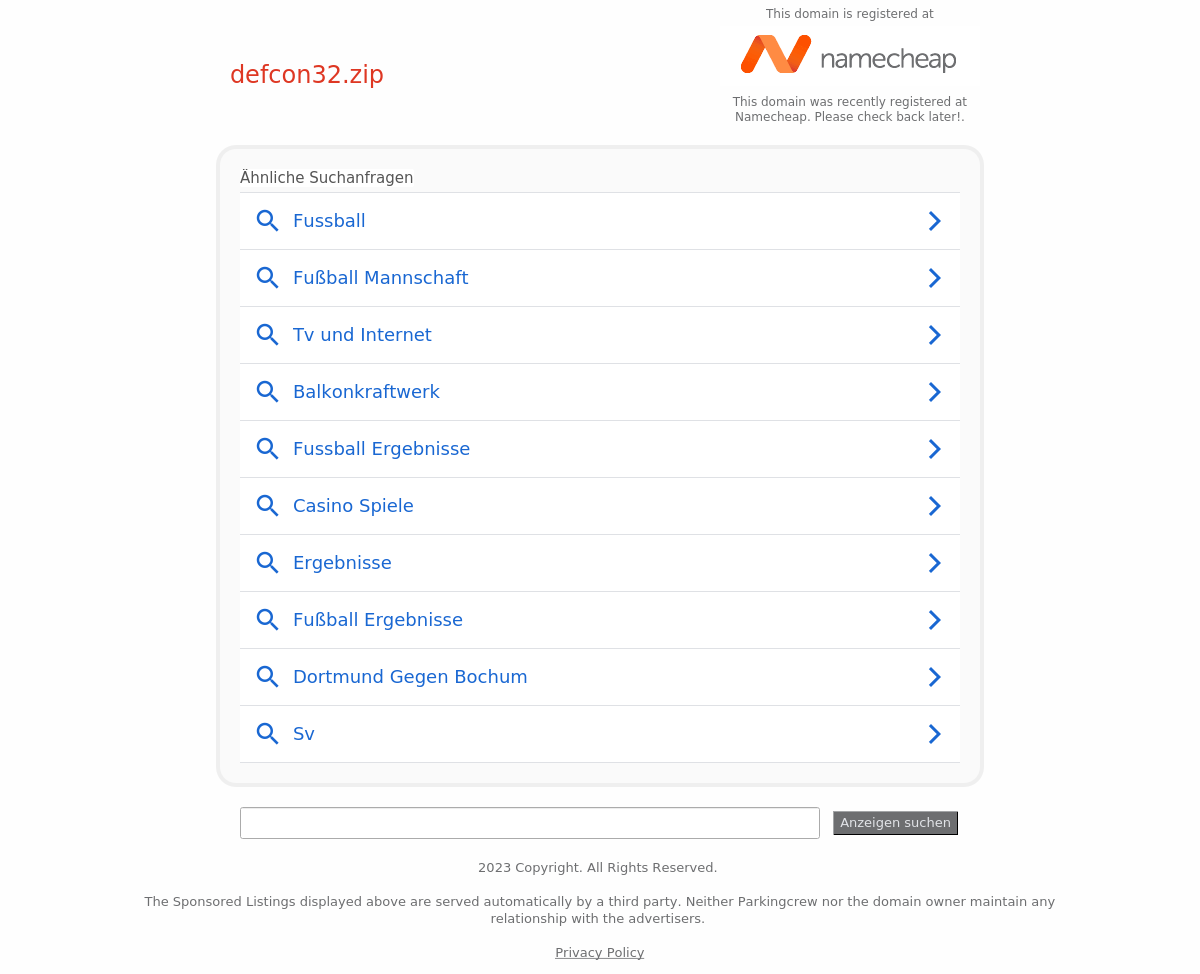 This domain is registered at
namecheap
defcon32.zip
This domain was recently registered at
Namecheap. Please check back later!.
Ähnliche Suchanfragen
Fussball
Fußball Mannschaft
Tv und Internet
Balkonkraftwerk
Fussball Ergebnisse
Casino Spiele
Ergebnisse
Fußball Ergebnisse
Dortmund Gegen Bochum
Sv
Anzeigen suchen
2023 Copyright. All Rights Reserved.
The Sponsored Listings displayed above are served automatically by a third party. Neither Parkingcrew nor the domain owner maintain any
relationship with the advertisers.
Privacy Policy